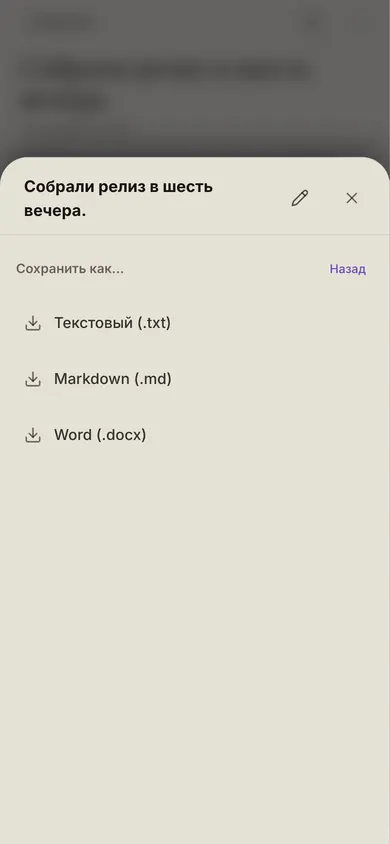 Собрали релиз в шесть
вечера.
Сохранить как...
Назад
Текстовый (.txt)
Markdown (.md)
Word (.docx)